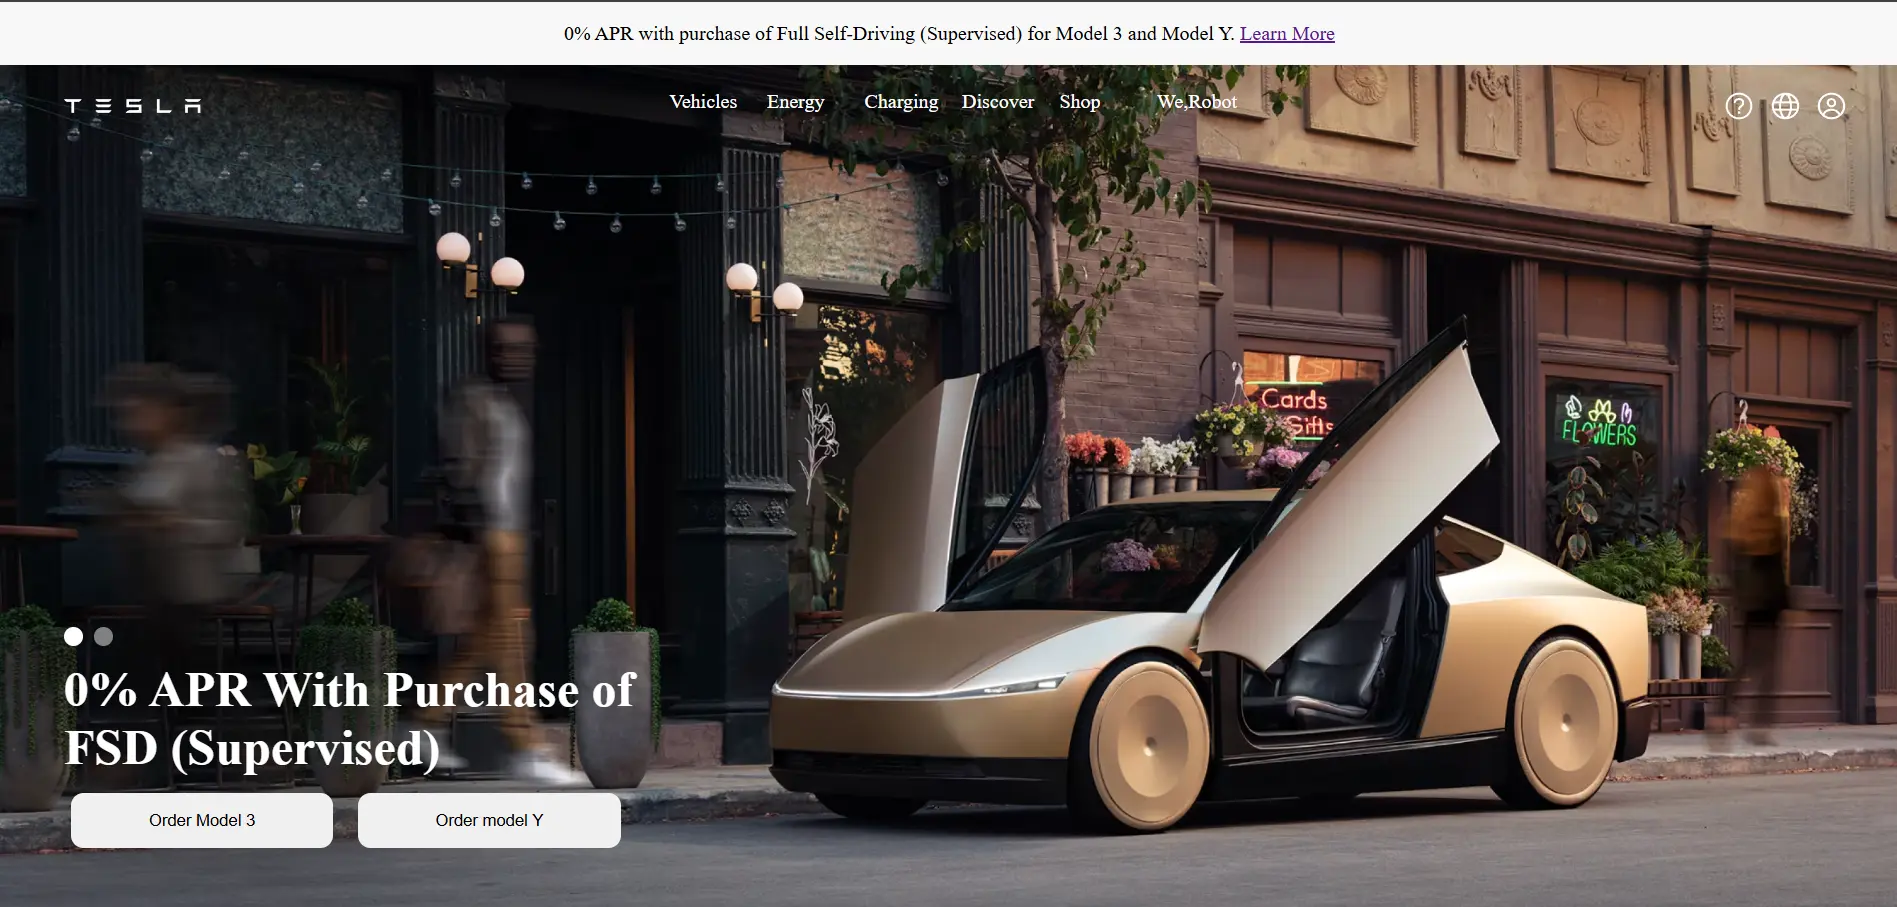 0% APR with purchase of Full Self-Driving (Supervised) for Model 3 and Model Y. Learn More
TESLA
Vehicles Energy Charging Discover Shop We,Robot
Cards
Gifts
FLOWERS
0% APR With Purchase of
FSD (Supervised)
Order Model 3
Order model Y